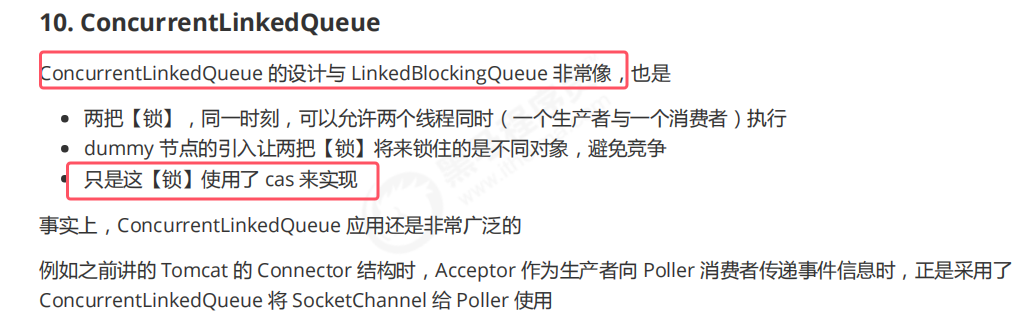 10. ConcurrentLinkedQueue
ConcurrentLinkedQueue 的设计与 LinkedBlockingQueue 非常像，也是
两把【锁】，同一时刻，可以允许两个线程同时（一个生产者与一个消费者）执行
dummy 节点的引入让两把【锁】将来锁住的是不同对象，避免竞争
只是这【锁】使用了 cas 来实现
事实上，ConcurrentLinkedQueue 应用还是非常广泛的
例如之前讲的 Tomcat 的 Connector 结构时，Acceptor 作为生产者向 Poller 消费者传递事件信息时，正是采用了
ConcurrentLinkedQueue 将 SocketChannel 给 Poller 使用